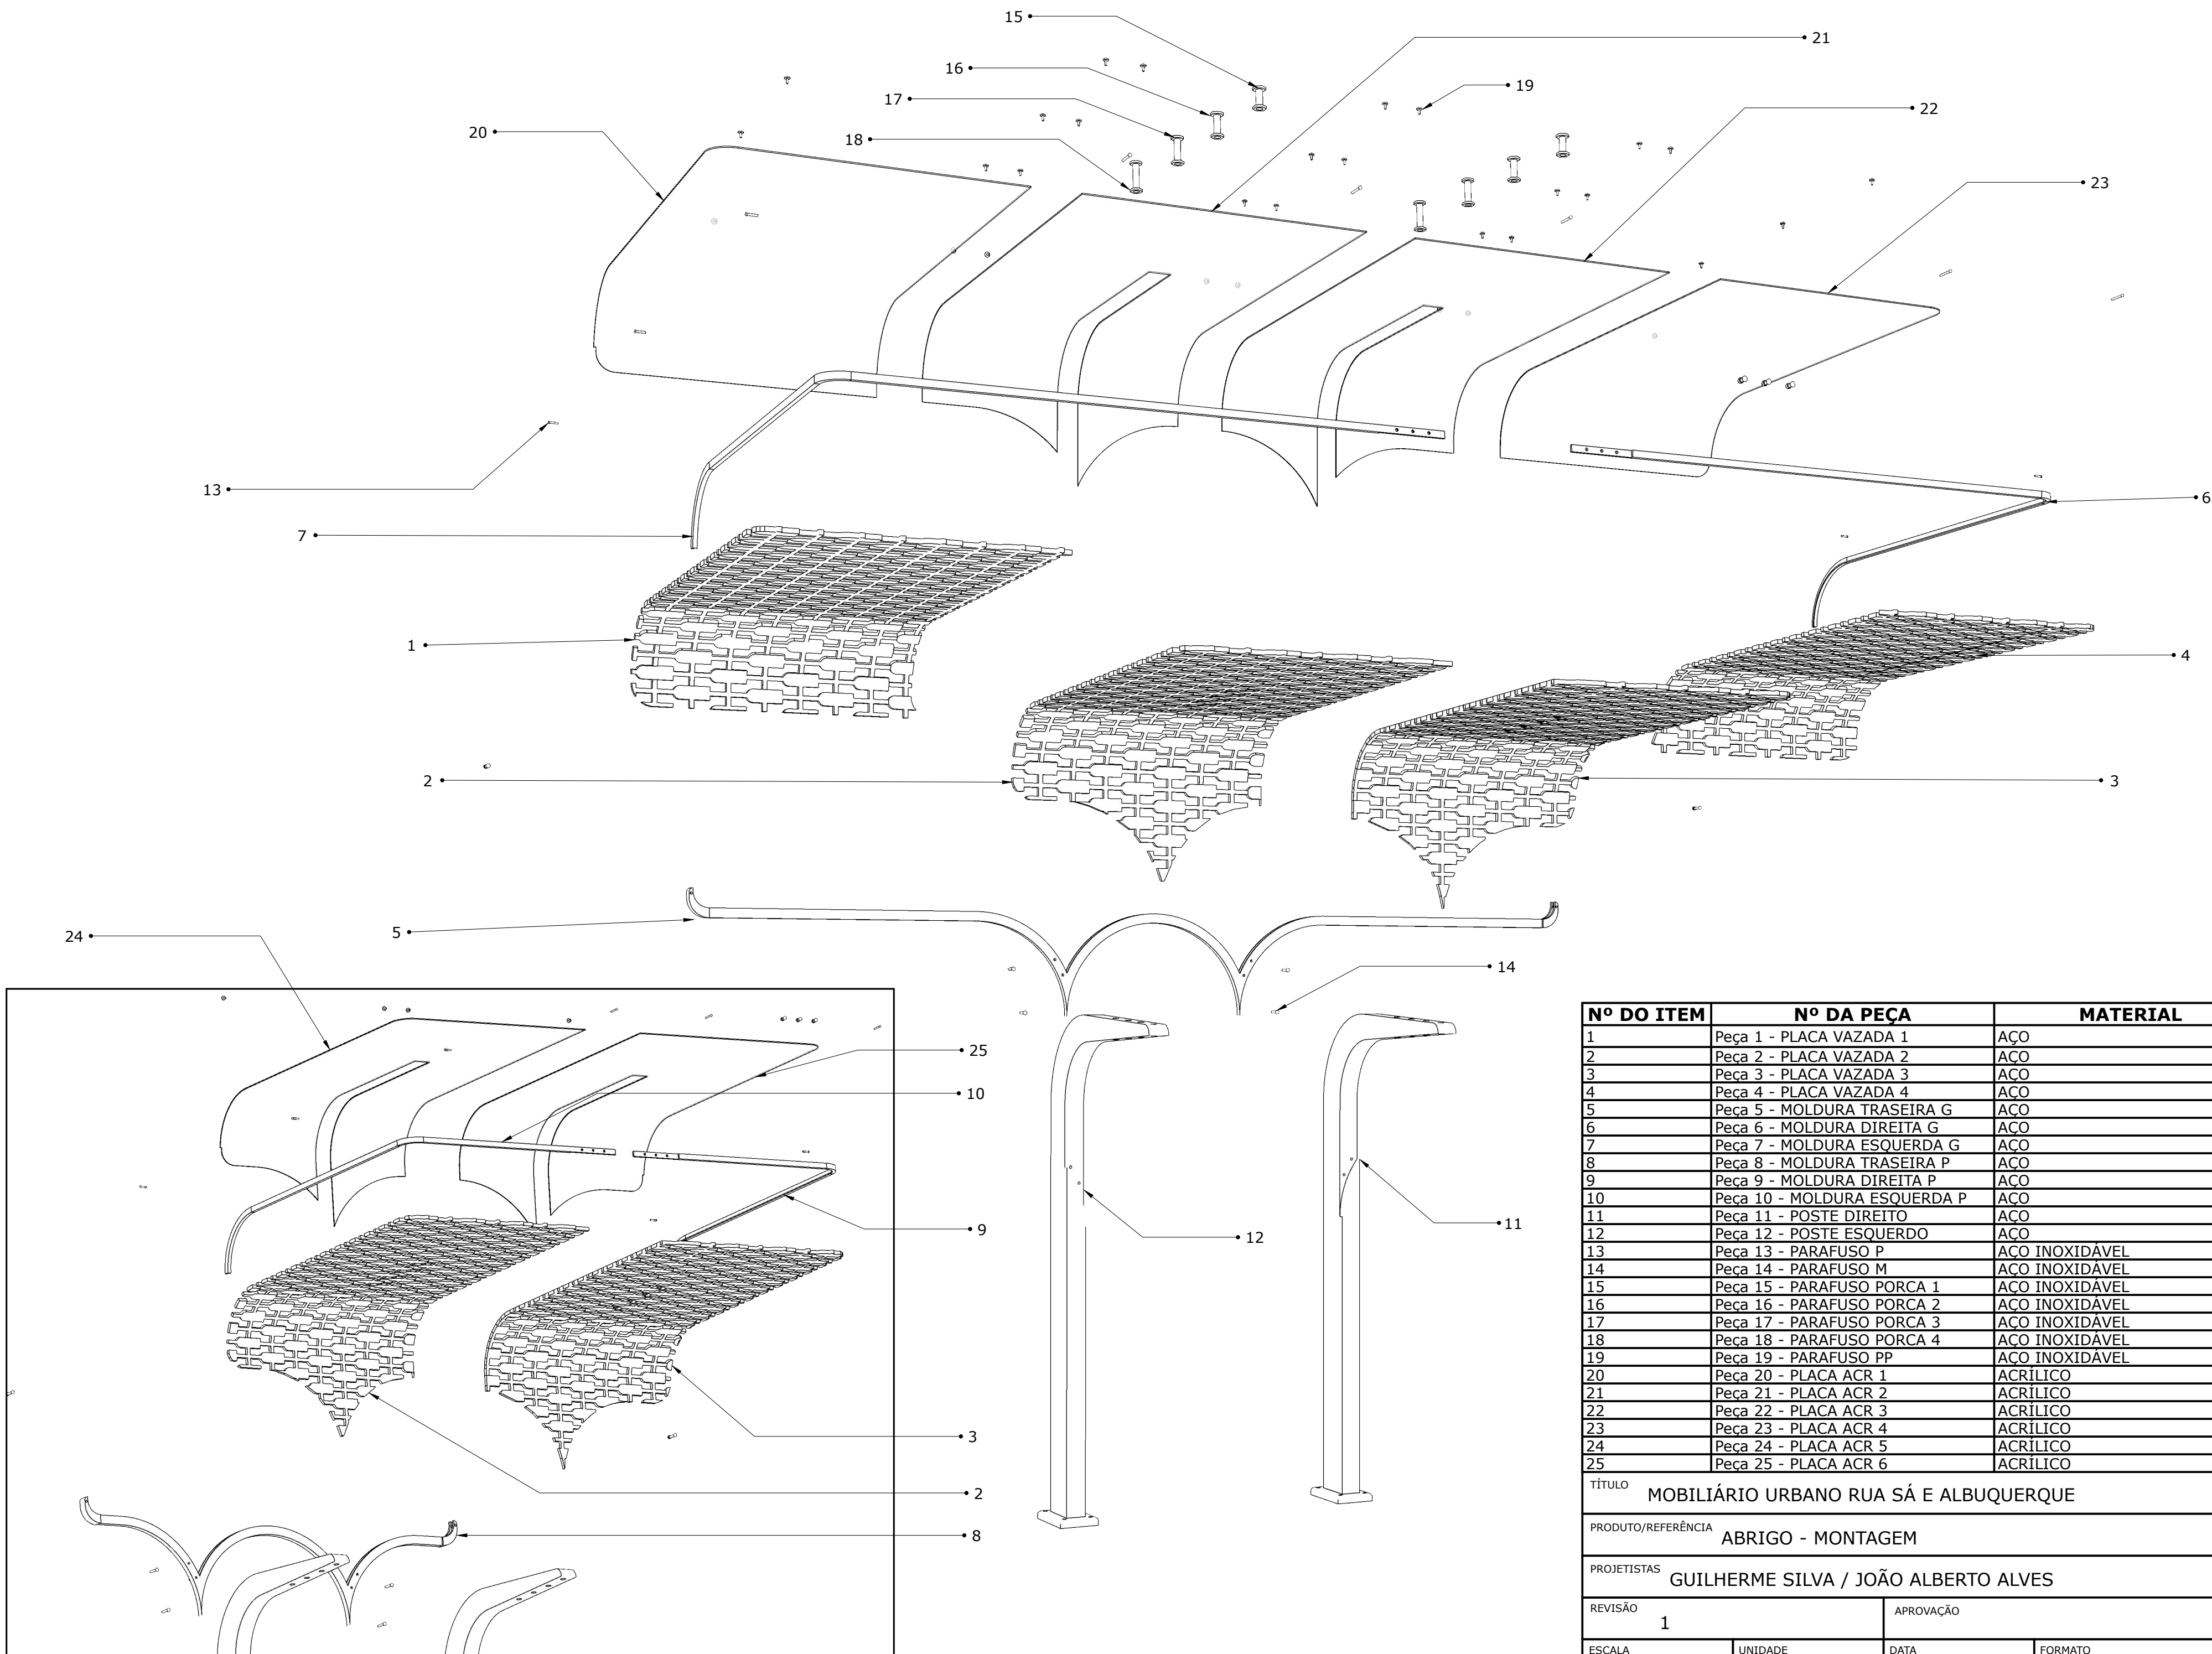 15
21
16
19
17
22
20
18
23
13
6
7
1
4
2
3
24
5
14
25
10
12
11
9
3
2
8
Nº DO ITEM Nº DA PEÇA MATERIAL
1 Peça 1 - PLACA VAZADA 1 AÇO
2 Peça 2 - PLACA VAZADA 2 AÇO
3 Peça 3 - PLACA VAZADA 3 AÇO
4 Peça 4 - PLACA VAZADA 4 AÇO
5 Peça 5 - MOLDURA TRASEIRA G AÇO
6 Peça 6 - MOLDURA DIREITA G AÇO
7 Peça 7 - MOLDURA ESQUERDA G AÇO
8 Peça 8 - MOLDURA TRASEIRA P AÇO
9 Peça 9 - MOLDURA DIREITA P AÇO
10 Peça 10 - MOLDURA ESQUERDA P AÇO
11 Peça 11 - POSTE DIREITO AÇO
12 Peça 12 - POSTE ESQUERDO AÇO
13 Peça 13 - PARAFUSO P AÇO INOXIDÁVEL
14 Peça 14 - PARAFUSO M AÇO INOXIDÁVEL
15 Peça 15 - PARAFUSO PORCA 1 AÇO INOXIDÁVEL
16 Peça 16 - PARAFUSO PORCA 2 AÇO INOXIDÁVEL
17 Peça 17 - PARAFUSO PORCA 3 AÇO INOXIDÁVEL
18 Peça 18 - PARAFUSO PORCA 4 AÇO INOXIDÁVEL
19 Peça 19 - PARAFUSO PP AÇO INOXIDÁVEL
20 Peça 20 - PLACA ACR 1 ACRÍLICO
21 Peça 21 - PLACA ACR 2 ACRÍLICO
22 Peça 22 - PLACA ACR 3 ACRÍLICO
23 Peça 23 - PLACA ACR 4 ACRÍLICO
24 Peça 24 - PLACA ACR 5 ACRÍLICO
25 Peça 25 - PLACA ACR 6 ACRÍLICO
TÍTULO MOBILIÁRIO URBANO RUA SÁ E ALBUQUERQUE
PRODUTO/REFERÊNCIA ABRIGO - MONTAGEM
PROJETISTAS GUILHERME SILVA / JOÃO ALBERTO ALVES
REVISÃO 1 APROVAÇÃO
ESCALA UNIDADE DATA FORMATO